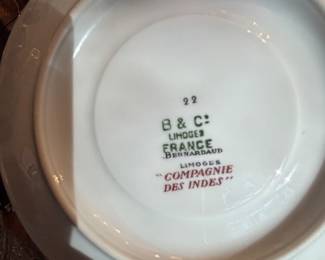 22
B & Co
LIMOGES
FRANCE
BERNARDAUD
LIMOGES
"COMPAGNIE
DES INDES"